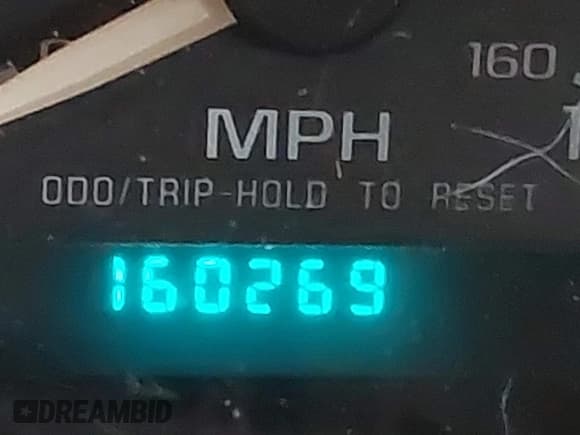 160
MPH
ODO/TRIP-HOLD TO RESET
160269
DREAMBID